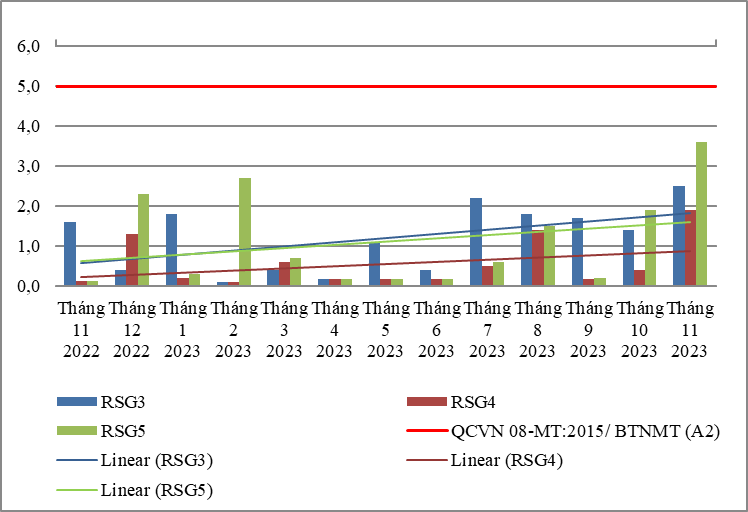 6,0
5,0
4,0
3,0
2,0
1,0
0,0
Tháng Tháng Tháng Tháng Tháng Tháng Tháng Tháng Tháng Tháng Tháng Tháng Tháng
11 12 1 2 3 4 5 6 7 8 9 10 11
2022 2022 2023 2023 2023 2023 2023 2023 2023 2023 2023 2023 2023
RSG3 RSG4
RSG5 QCVN 08-MT:2015/ BTNMT (A2)
Linear (RSG3) Linear (RSG4)
Linear (RSG5)